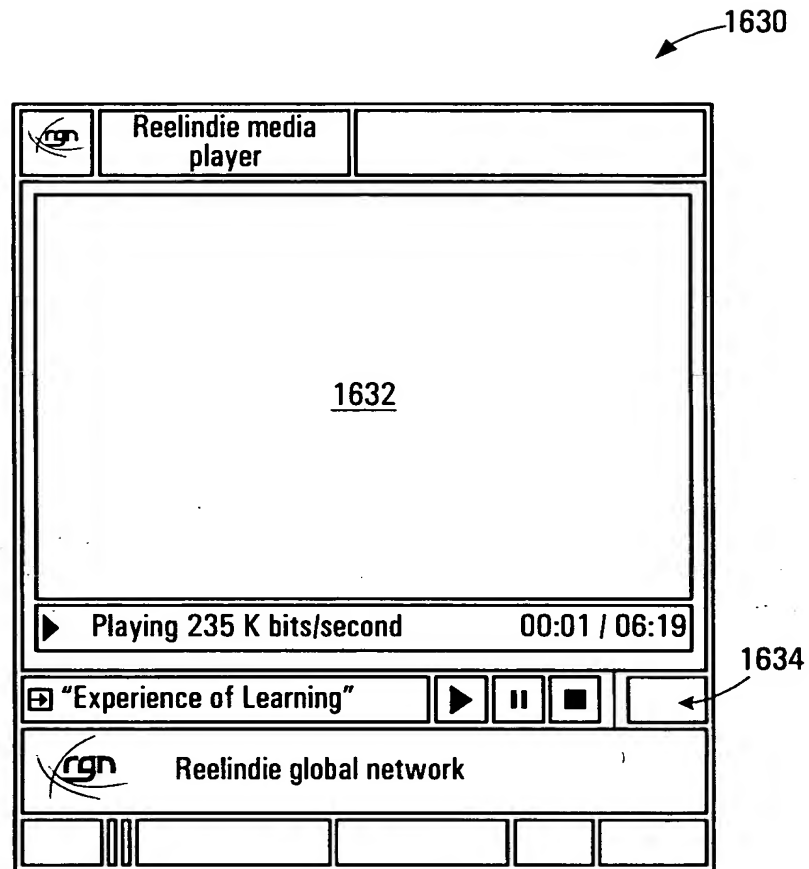 1630
rgn
Reelindie media
player
1632
Playing 235 K bits/second 00:01 / 06:19
1634
"Experience of Learning"
rgn
Reelindie global network